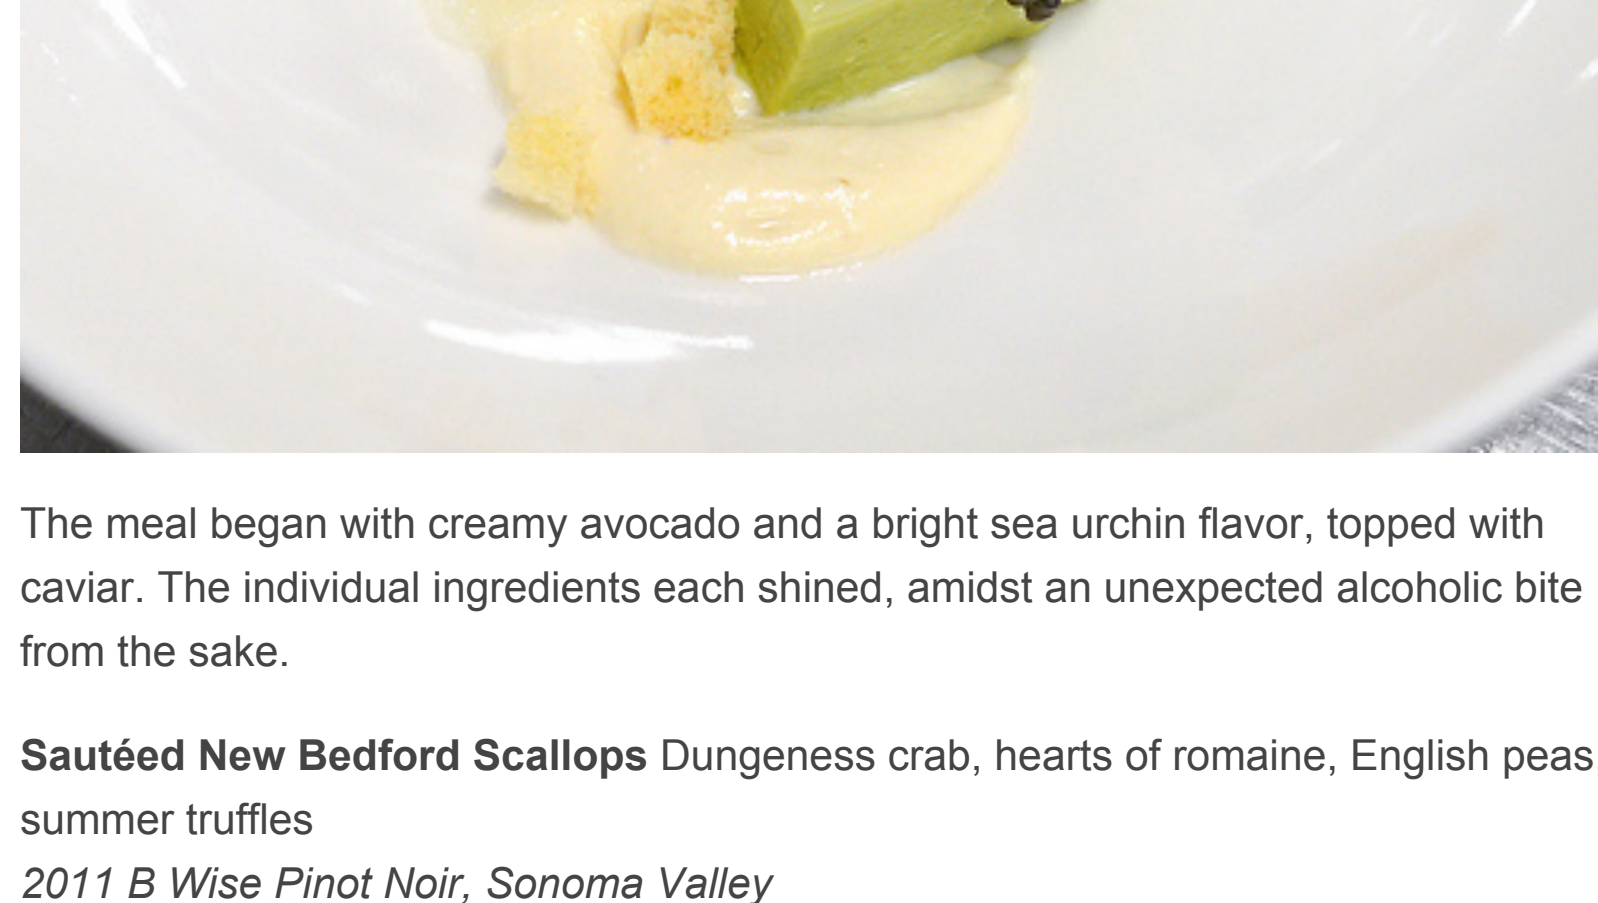 The meal began with creamy avocado and a bright sea urchin flavor, topped with
caviar. The individual ingredients each shined, amidst an unexpected alcoholic bite
from the sake.
Sautéed New Bedford Scallops Dungeness crab, hearts of romaine, English peas,
summer truffles
2011 B Wise Pinot Noir, Sonoma Valley